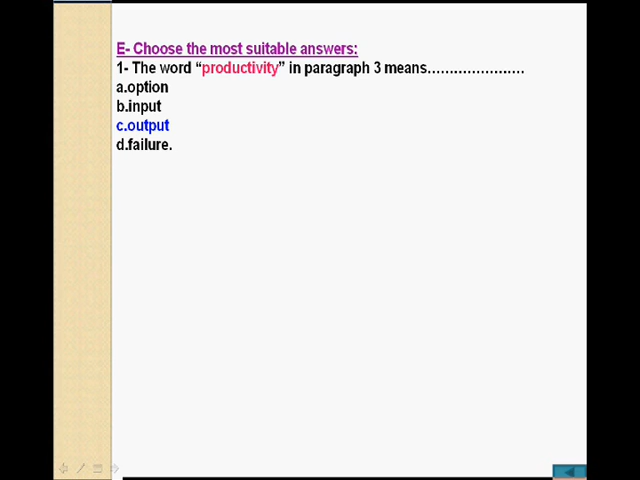 E- Choose the most suitable answers:
1- The word “productivity” in paragraph 3 means......................
a.option
b.input
c.output
d.failure.